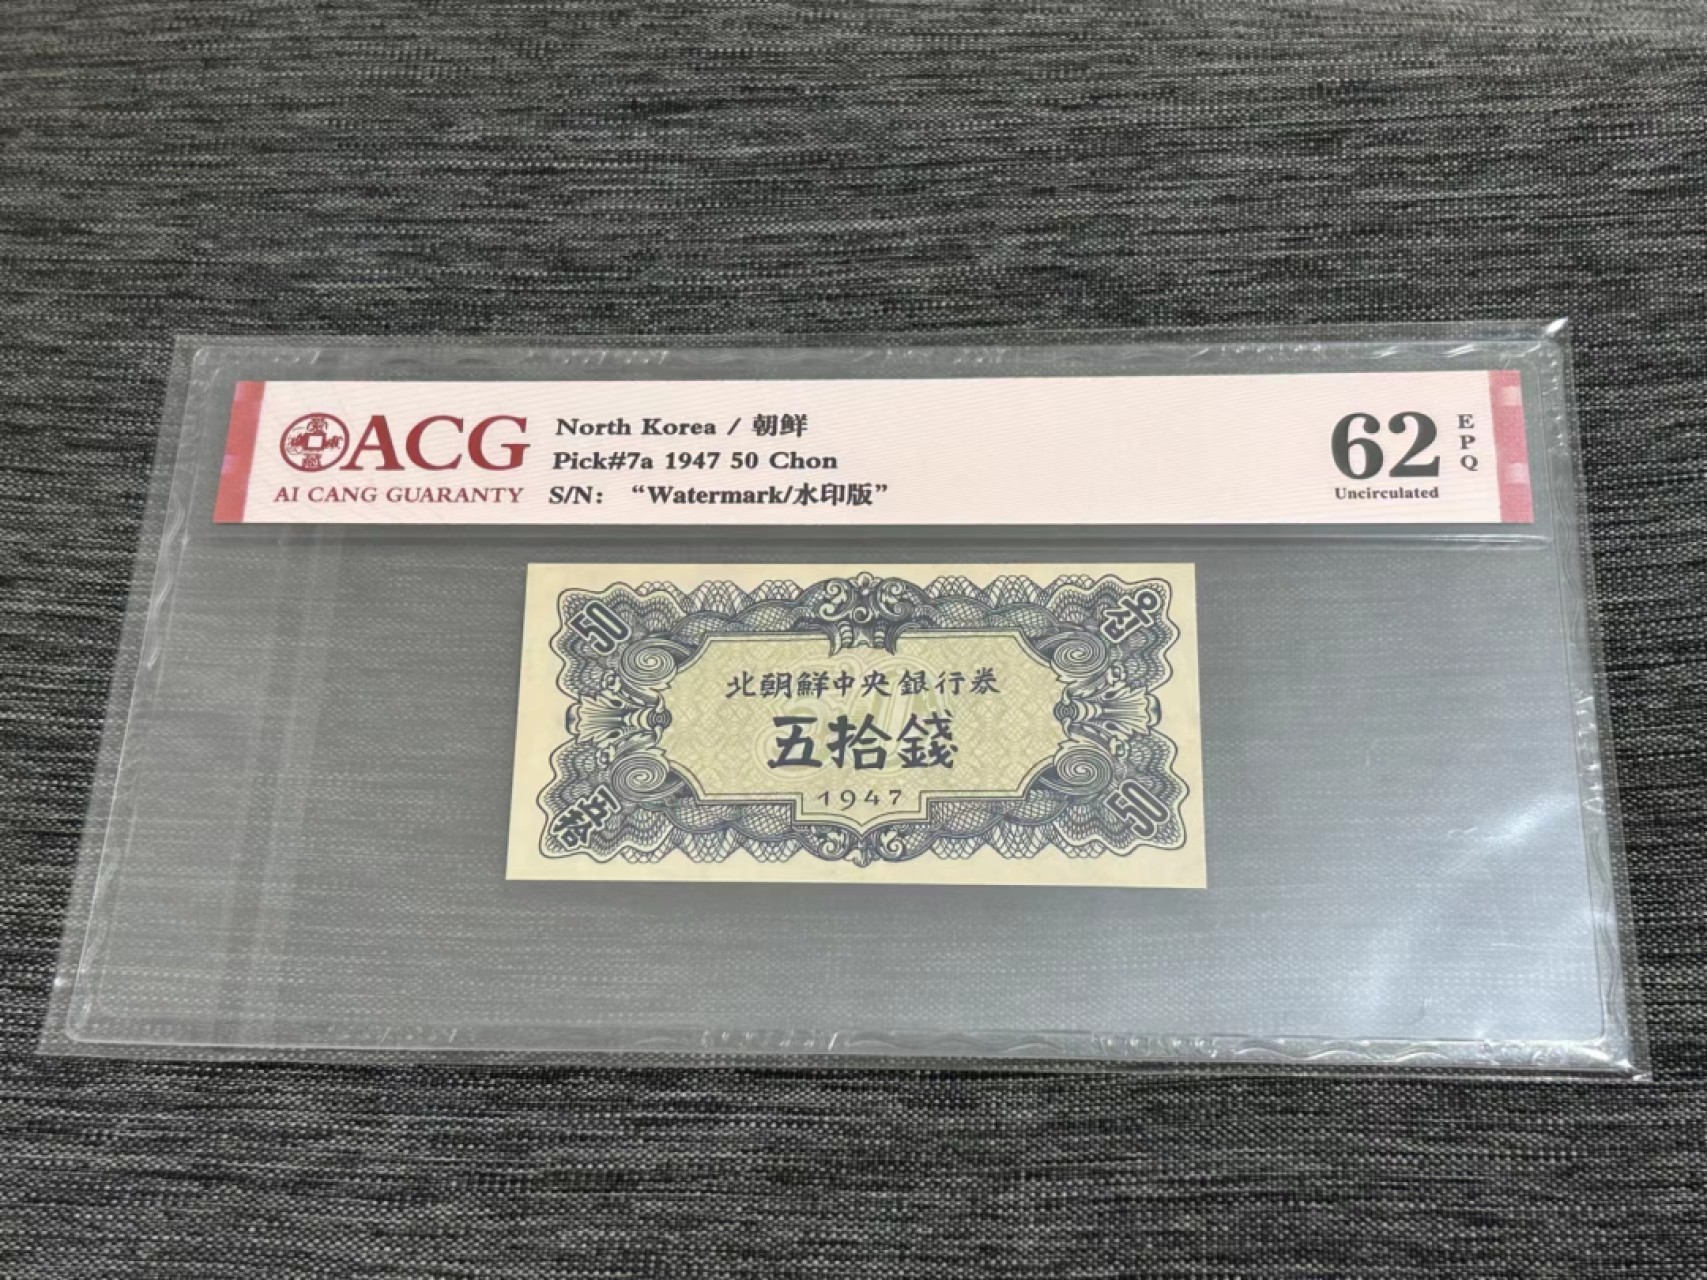 ACG
AI CANG GUARANTY
North Korea / 朝鲜
Pick#7a 1947 50 Chon
S/N: “Watermark/水印版”
62
EPQ
Uncirculated
50
오십
北朝鮮中央銀行券
五拾錢
1947
五拾
50